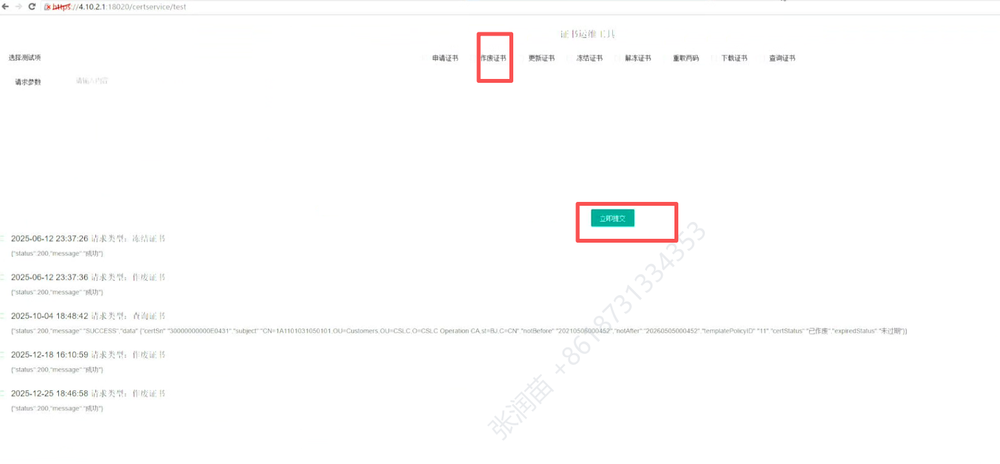 https://4.10.2.1:18020/certservice/test
证书运维工具
选择测试项 申请证书 作废证书 更新证书 冻结证书 解冻证书 重取两码 下载证书 查询证书
请求参数 请输入内容
立即提交
2025-06-12 23:37:26 请求类型：冻结证书
{"status":200,"message":"成功"}
2025-06-12 23:37:36 请求类型：作废证书
{"status":200,"message":"成功"}
2025-10-04 18:48:42 请求类型：查询证书
{"status":200,"message":"SUCCESS","data":{"certSn":"30000000000E0431","subject":"CN=1A1101031050101,OU=Customers,OU=CSLC,O=CSLC Operation CA,st=BJ,C=CN","notBefore":"20210506000452","notAfter":"20260505000452","templatePolicyID":"11","certStatus":"已作废","expiredStatus":"未过期"}}
2025-12-18 16:10:59 请求类型：作废证书
{"status":200,"message":"成功"}
2025-12-25 18:46:58 请求类型：作废证书
{"status":200,"message":"成功"}
张润苗 +8618731334353